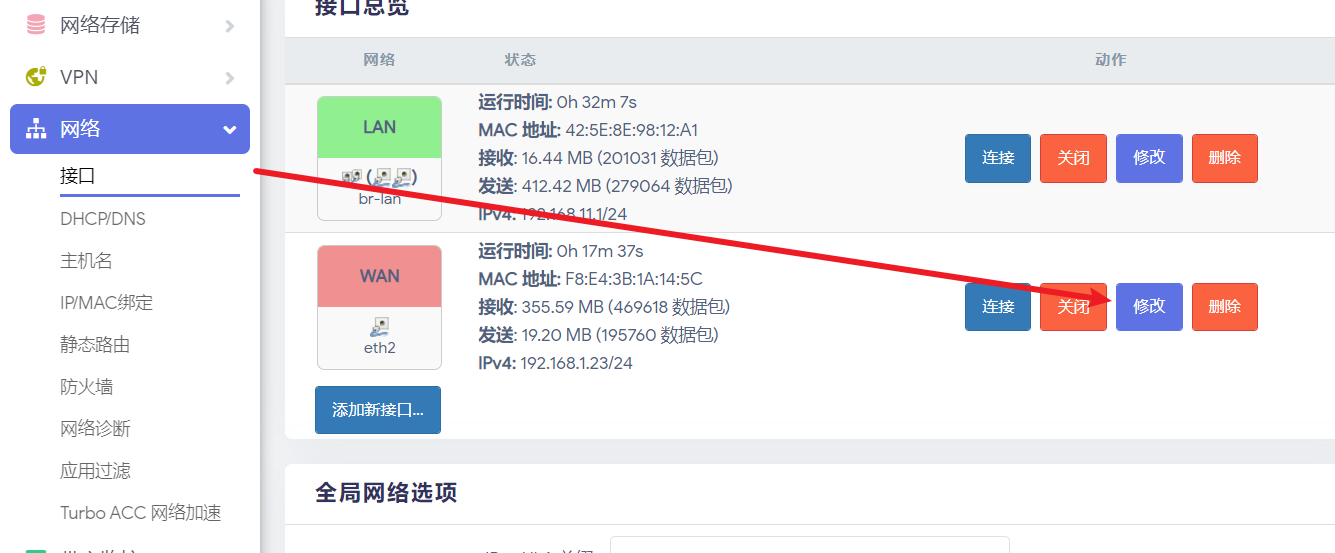 网络存储
VPN
网络
接口
DHCP/DNS
主机名
IP/MAC绑定
静态路由
防火墙
网络诊断
应用过滤
Turbo ACC 网络加速
接口总览
网络 状态 动作
LAN
br-lan
运行时间: 0h 32m 7s
MAC 地址: 42:5E:8E:98:12:A1
接收: 16.44 MB (201031 数据包)
发送: 412.42 MB (279064 数据包)
IPv4: 192.168.11.1/24
连接 关闭 修改 删除
WAN
eth2
运行时间: 0h 17m 37s
MAC 地址: F8:E4:3B:1A:14:5C
接收: 355.59 MB (469618 数据包)
发送: 19.20 MB (195760 数据包)
IPv4: 192.168.1.23/24
连接 关闭 修改 删除
添加新接口...
全局网络选项